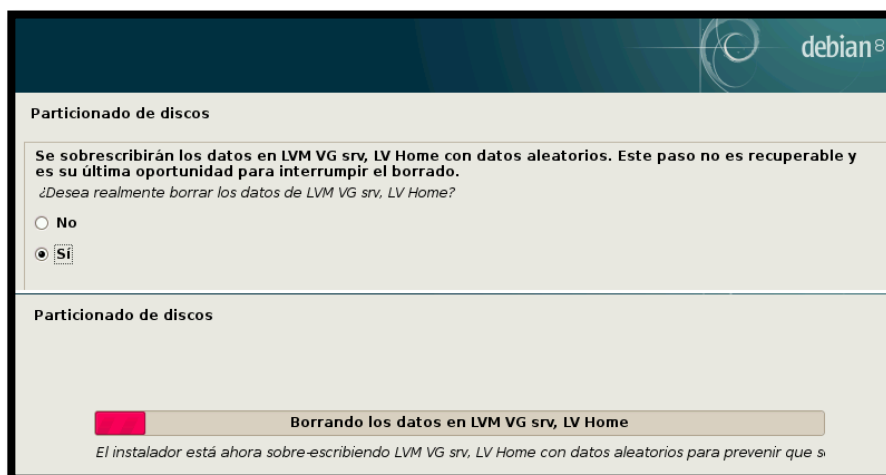 debian 8
Particionado de discos
Se sobrescribirán los datos en LVM VG srv, LV Home con datos aleatorios. Este paso no es recuperable y
es su última oportunidad para interrumpir el borrado.
¿Desea realmente borrar los datos de LVM VG srv, LV Home?
No
Sí
Particionado de discos
Borrando los datos en LVM VG srv, LV Home
El instalador está ahora sobre-escribiendo LVM VG srv, LV Home con datos aleatorios para prevenir que